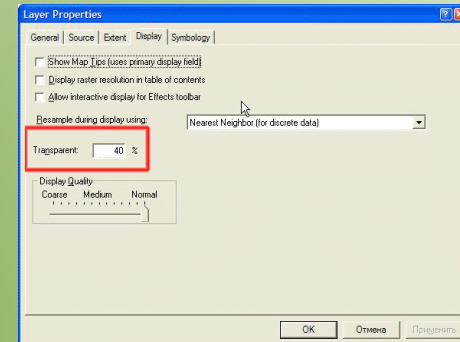 Layer Properties
General Source Extent Display Symbology
Show Map Tips (uses primary display field)
Display raster resolution in table of contents
Allow interactive display for Effects toolbar
Resample during display using: Nearest Neighbor (for discrete data)
Transparent: 40 %
Display Quality
Coarse Medium Normal
OK Отмена Применить